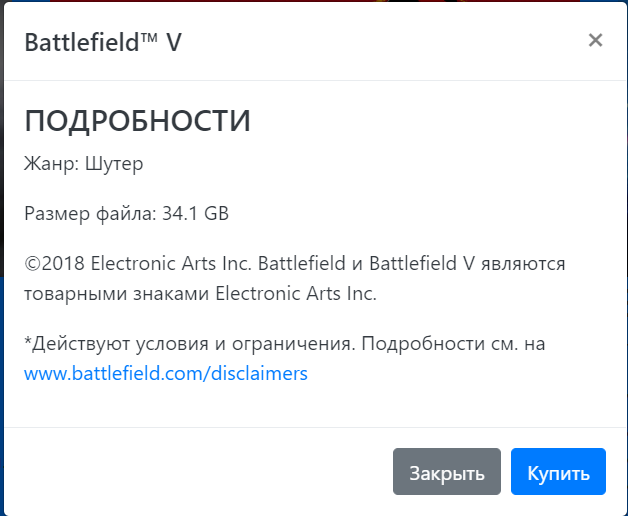 Battlefield™ V
×
ПОДРОБНОСТИ
Жанр: Шутер
Размер файла: 34.1 GB
©2018 Electronic Arts Inc. Battlefield и Battlefield V являются
товарными знаками Electronic Arts Inc.
*Действуют условия и ограничения. Подробности см. на
www.battlefield.com/disclaimers
Закрыть
Купить